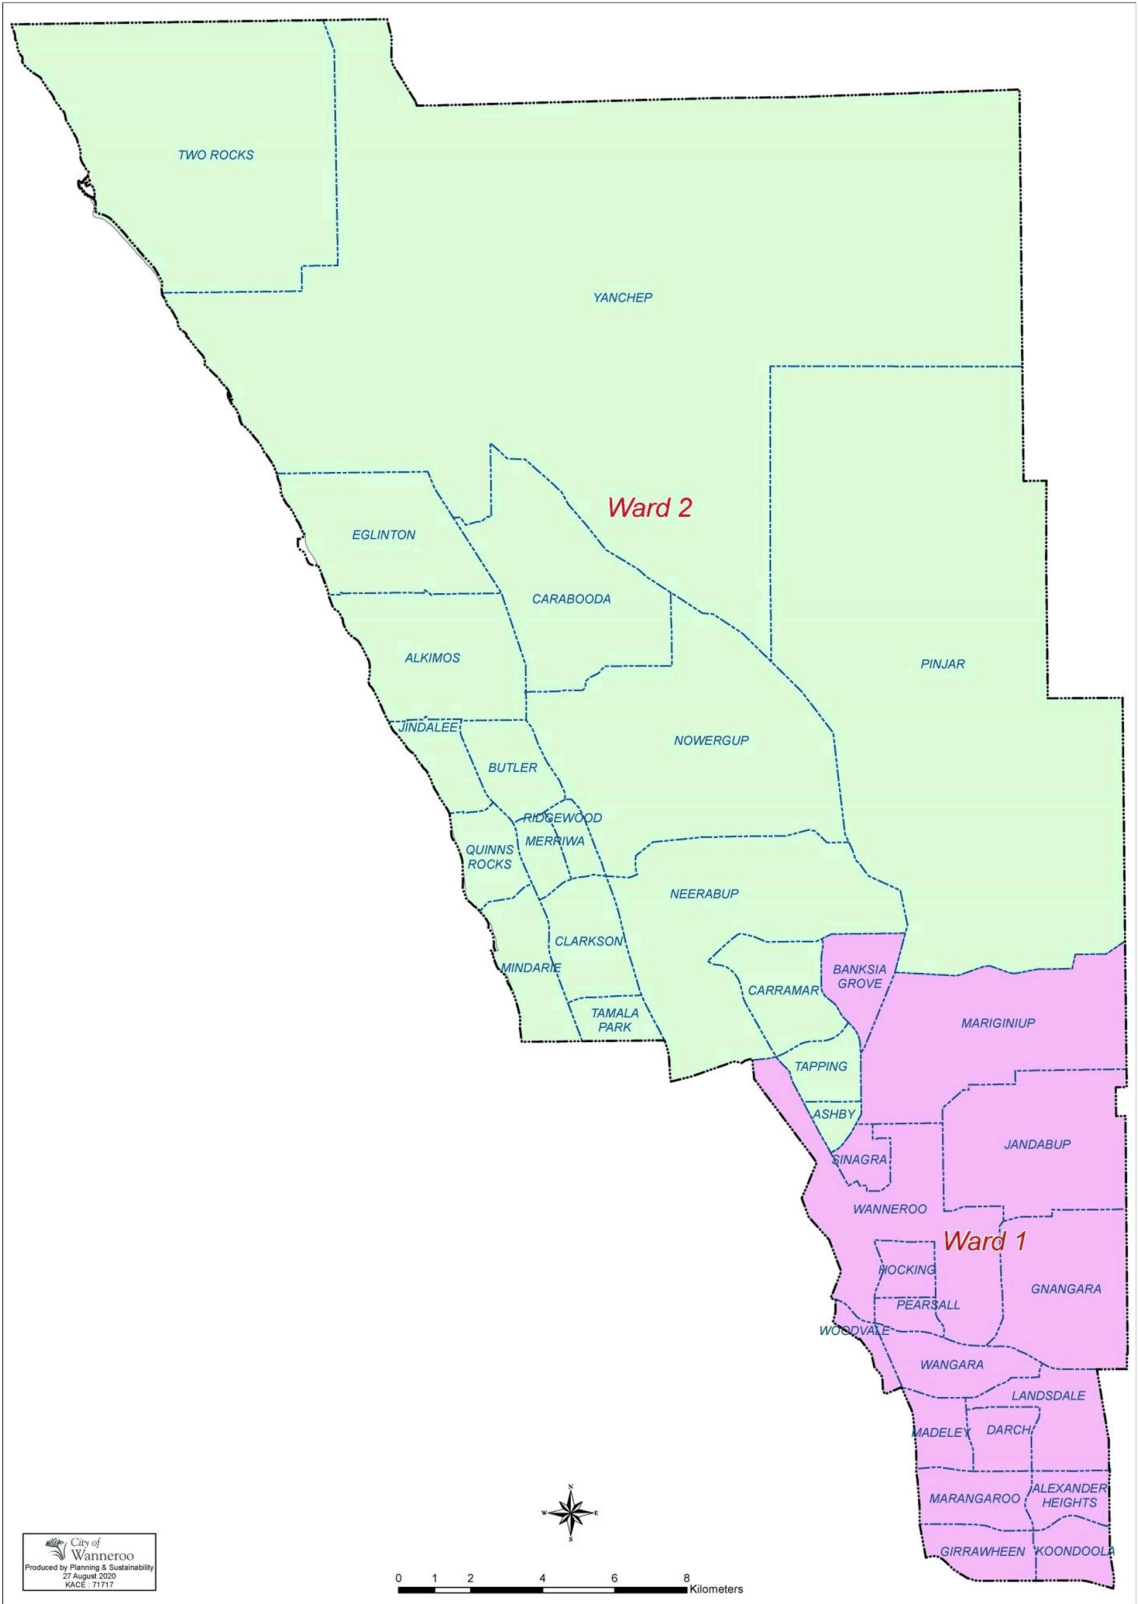 TWO ROCKS
YANCHEP
Ward 2
EGLINTON
CARABOODA
ALKIMOS
PINJAR
JINDALEE
NOWERGUP
BUTLER
RIDGEWOOD
MERRIWA
QUINNS
ROCKS
NEERABUP
CLARKSON
MINDARIE
BANKSIA
GROVE
CARRAMAR
TAMALA
PARK
MARIGINIUP
TAPPING
ASHBY
JANDABUP
SINAGRA
WANNEROO
Ward 1
HOCKING
GNANGARA
PEARSALL
WOODVALE
WANGARA
LANDSDALE
MADELEY
DARCH
MARANGAROO
ALEXANDER
HEIGHTS
GIRRAWHEEN
KOONDOOLA
N
W E
S
City of
Wanneroo
Produced by Planning & Sustainability
27 August 2020
KACE : 71717
0 1 2 4 6 8
Kilometers